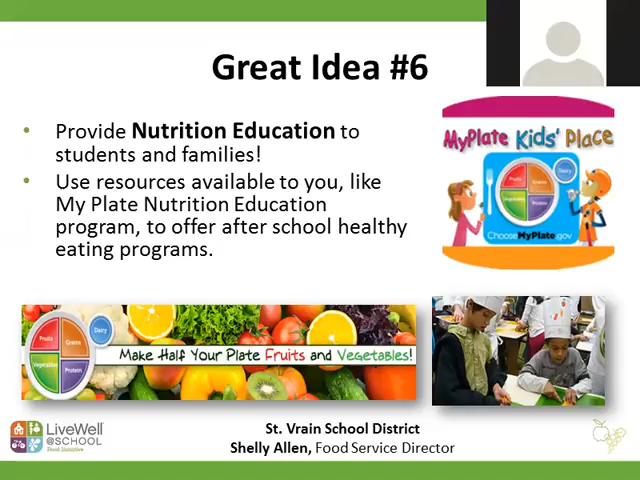 Great Idea #6
• Provide Nutrition Education to
students and families!
• Use resources available to you, like
My Plate Nutrition Education
program, to offer after school healthy
eating programs.
MyPlate Kids' Place
Fruits
Grains
Dairy
Vegetables
Protein
ChooseMyPlate.gov
Dairy
Fruits
Grains
Vegetables
Protein
Make Half Your Plate Fruits and Vegetables!
LiveWell
@SCHOOL
Food Initiative
St. Vrain School District
Shelly Allen, Food Service Director